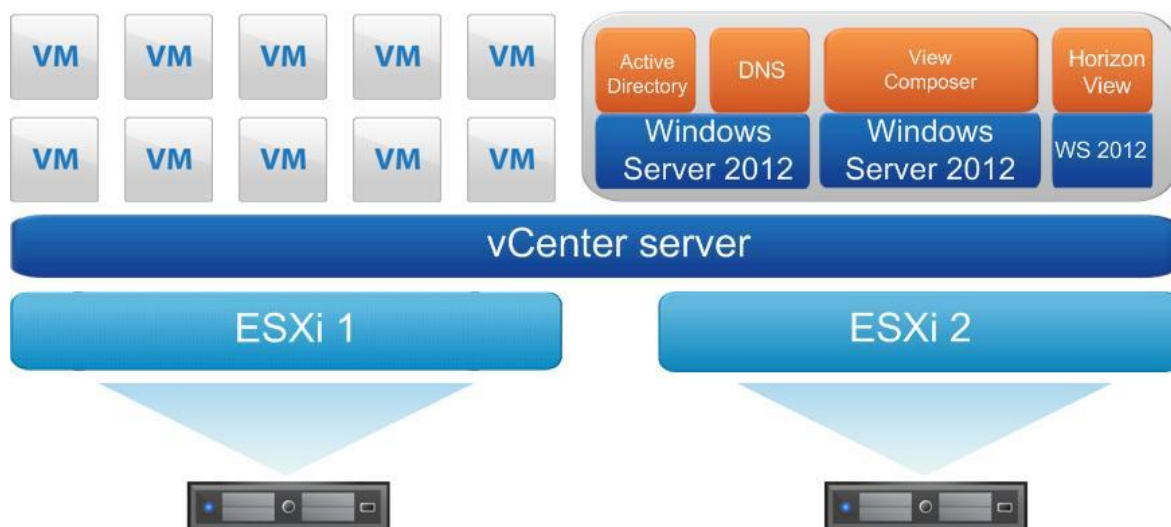 VM VM VM VM VM
VM VM VM VM VM
Active
Directory
DNS
View
Composer
Horizon
View
Windows
Server 2012
Windows
Server 2012
WS 2012
vCenter server
ESXi 1
ESXi 2